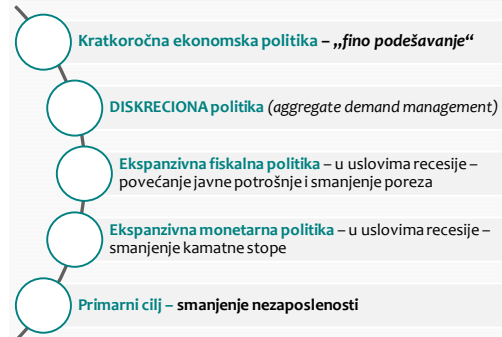 Kratkoročna ekonomska politika – „fino podešavanje“
DISKRECIONA politika (aggregate demand management)
Ekspanzivna fiskalna politika – u uslovima recesije –
povećanje javne potrošnje i smanjenje poreza
Ekspanzivna monetarna politika – u uslovima recesije –
smanjenje kamatne stope
Primarni cilj – smanjenje nezaposlenosti